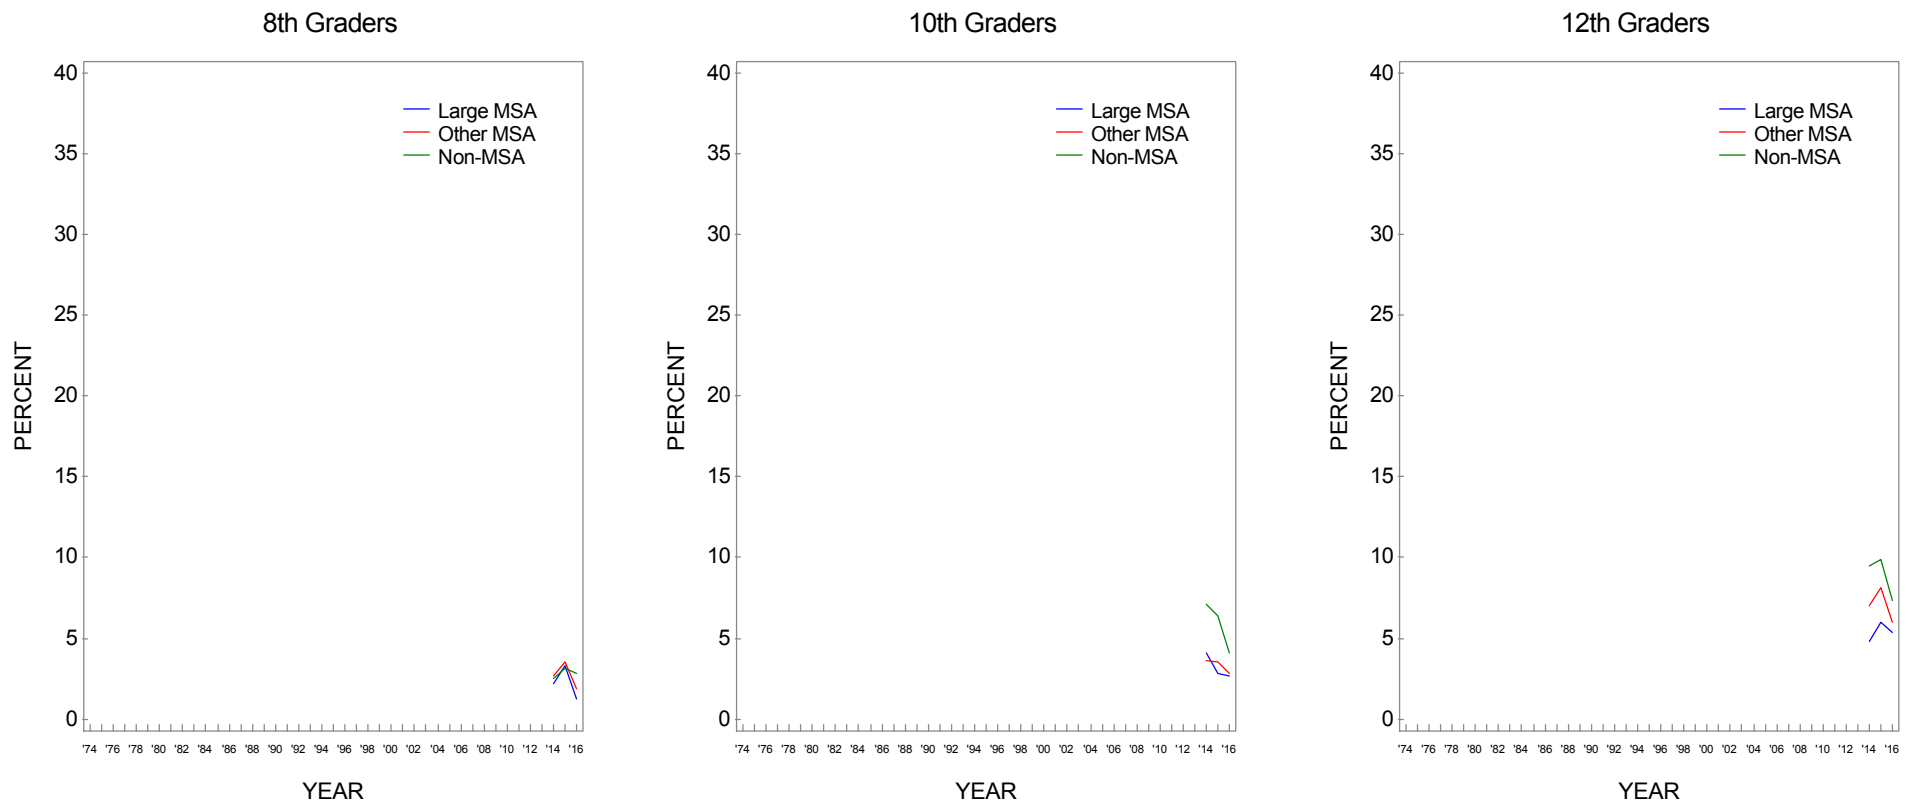 8th Graders
40
35
30
25
20
15
10
5
0
PERCENT
Large MSA
Other MSA
Non-MSA
'74 '76 '78 '80 '82 '84 '86 '88 '90 '92 '94 '96 '98 '00 '02 '04 '06 '08 '10 '12 '14 '16
YEAR
10th Graders
40
35
30
25
20
15
10
5
0
PERCENT
Large MSA
Other MSA
Non-MSA
'74 '76 '78 '80 '82 '84 '86 '88 '90 '92 '94 '96 '98 '00 '02 '04 '06 '08 '10 '12 '14 '16
YEAR
12th Graders
40
35
30
25
20
15
10
5
0
PERCENT
Large MSA
Other MSA
Non-MSA
'74 '76 '78 '80 '82 '84 '86 '88 '90 '92 '94 '96 '98 '00 '02 '04 '06 '08 '10 '12 '14 '16
YEAR